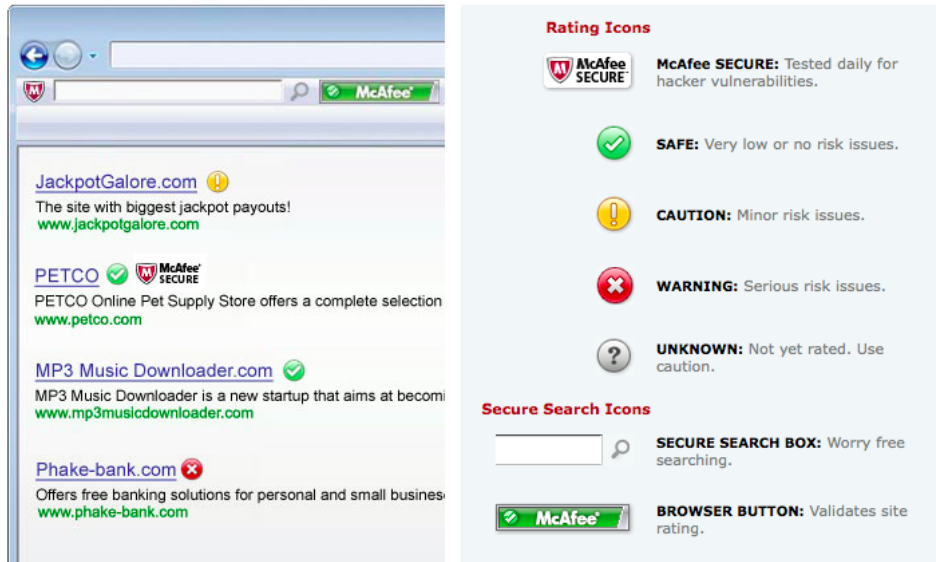 McAfee
JackpotGalore.com
The site with biggest jackpot payouts!
www.jackpotgalore.com
PETCO McAfee SECURE
PETCO Online Pet Supply Store offers a complete selection
www.petco.com
MP3 Music Downloader.com
MP3 Music Downloader is a new startup that aims at becomi
www.mp3musicdownloader.com
Phake-bank.com
Offers free banking solutions for personal and small busines
www.phake-bank.com
Rating Icons
McAfee SECURE™
McAfee SECURE: Tested daily for
hacker vulnerabilities.
SAFE: Very low or no risk issues.
CAUTION: Minor risk issues.
WARNING: Serious risk issues.
UNKNOWN: Not yet rated. Use
caution.
Secure Search Icons
SECURE SEARCH BOX: Worry free
searching.
McAfee
BROWSER BUTTON: Validates site
rating.